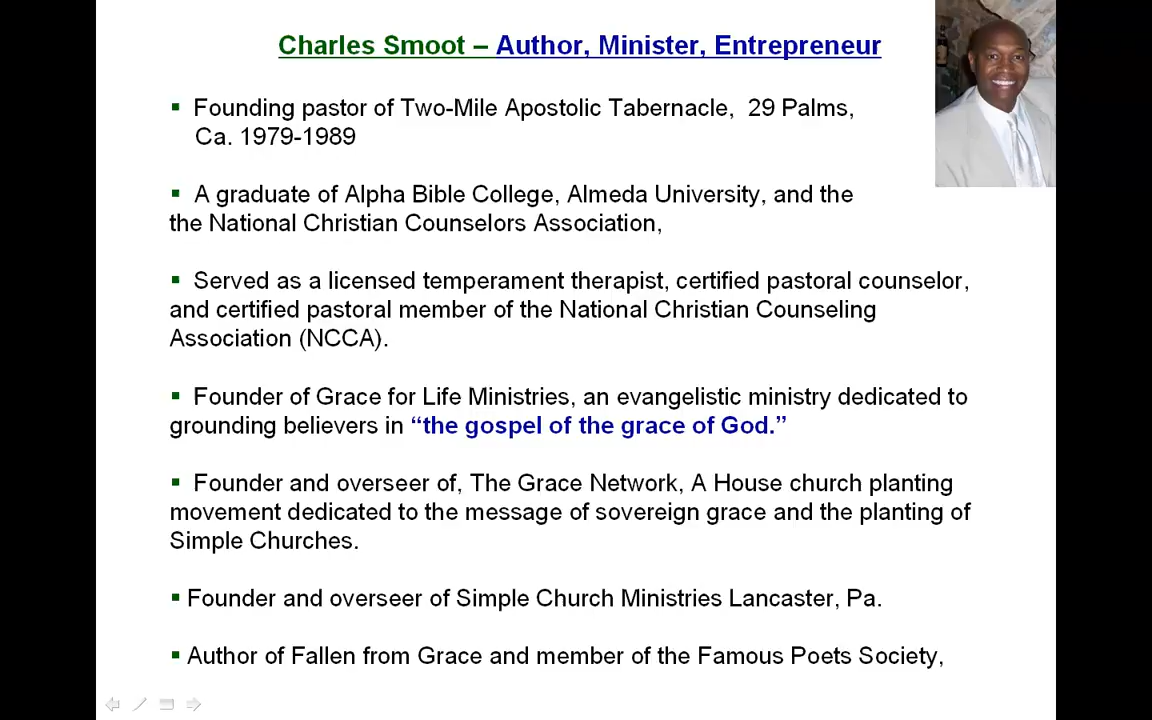 Charles Smoot – Author, Minister, Entrepreneur
▪ Founding pastor of Two-Mile Apostolic Tabernacle, 29 Palms,
Ca. 1979-1989
▪ A graduate of Alpha Bible College, Almeda University, and the
the National Christian Counselors Association,
▪ Served as a licensed temperament therapist, certified pastoral counselor,
and certified pastoral member of the National Christian Counseling
Association (NCCA).
▪ Founder of Grace for Life Ministries, an evangelistic ministry dedicated to
grounding believers in “the gospel of the grace of God.”
▪ Founder and overseer of, The Grace Network, A House church planting
movement dedicated to the message of sovereign grace and the planting of
Simple Churches.
▪ Founder and overseer of Simple Church Ministries Lancaster, Pa.
▪ Author of Fallen from Grace and member of the Famous Poets Society,